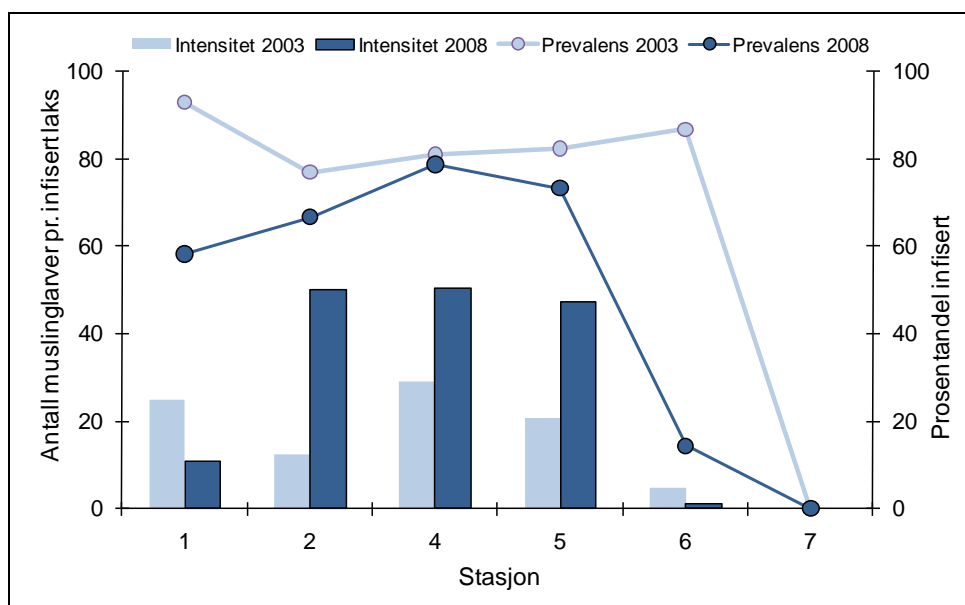 Intensitet 2003 Intensitet 2008 Prevalens 2003 Prevalens 2008
Antall muslinglarver pr. infisert laks
100 100
80 80
60 60
40 40
20 20
0 0
Prosentandel infisert
1 2 4 5 6 7
Stasjon